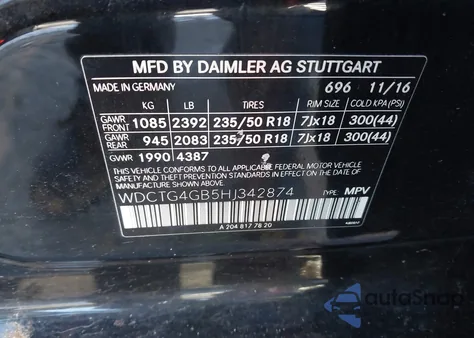 MFD BY DAIMLER AG STUTTGART
MADE IN GERMANY 696 11/16
KG LB TIRES RIM SIZE COLD KPA (PSI)
GAWR FRONT 1085 2392 235/50 R18 7Jx18 300(44)
GAWR REAR 945 2083 235/50 R18 7Jx18 300(44)
GWR 1990 4387
THIS VEHICLE CONFORMS TO ALL APPLICABLE FEDERAL MOTOR VEHICLE
SAFETY, BUMPER AND THEFT PREVENTION STANDARDS IN EFFECT
ON THE DATE OF MANUFACTURE SHOWN ABOVE.
WDCTG4GB5HJ342874 TYPE: MPV
A 204 817 78 20
autoSnap